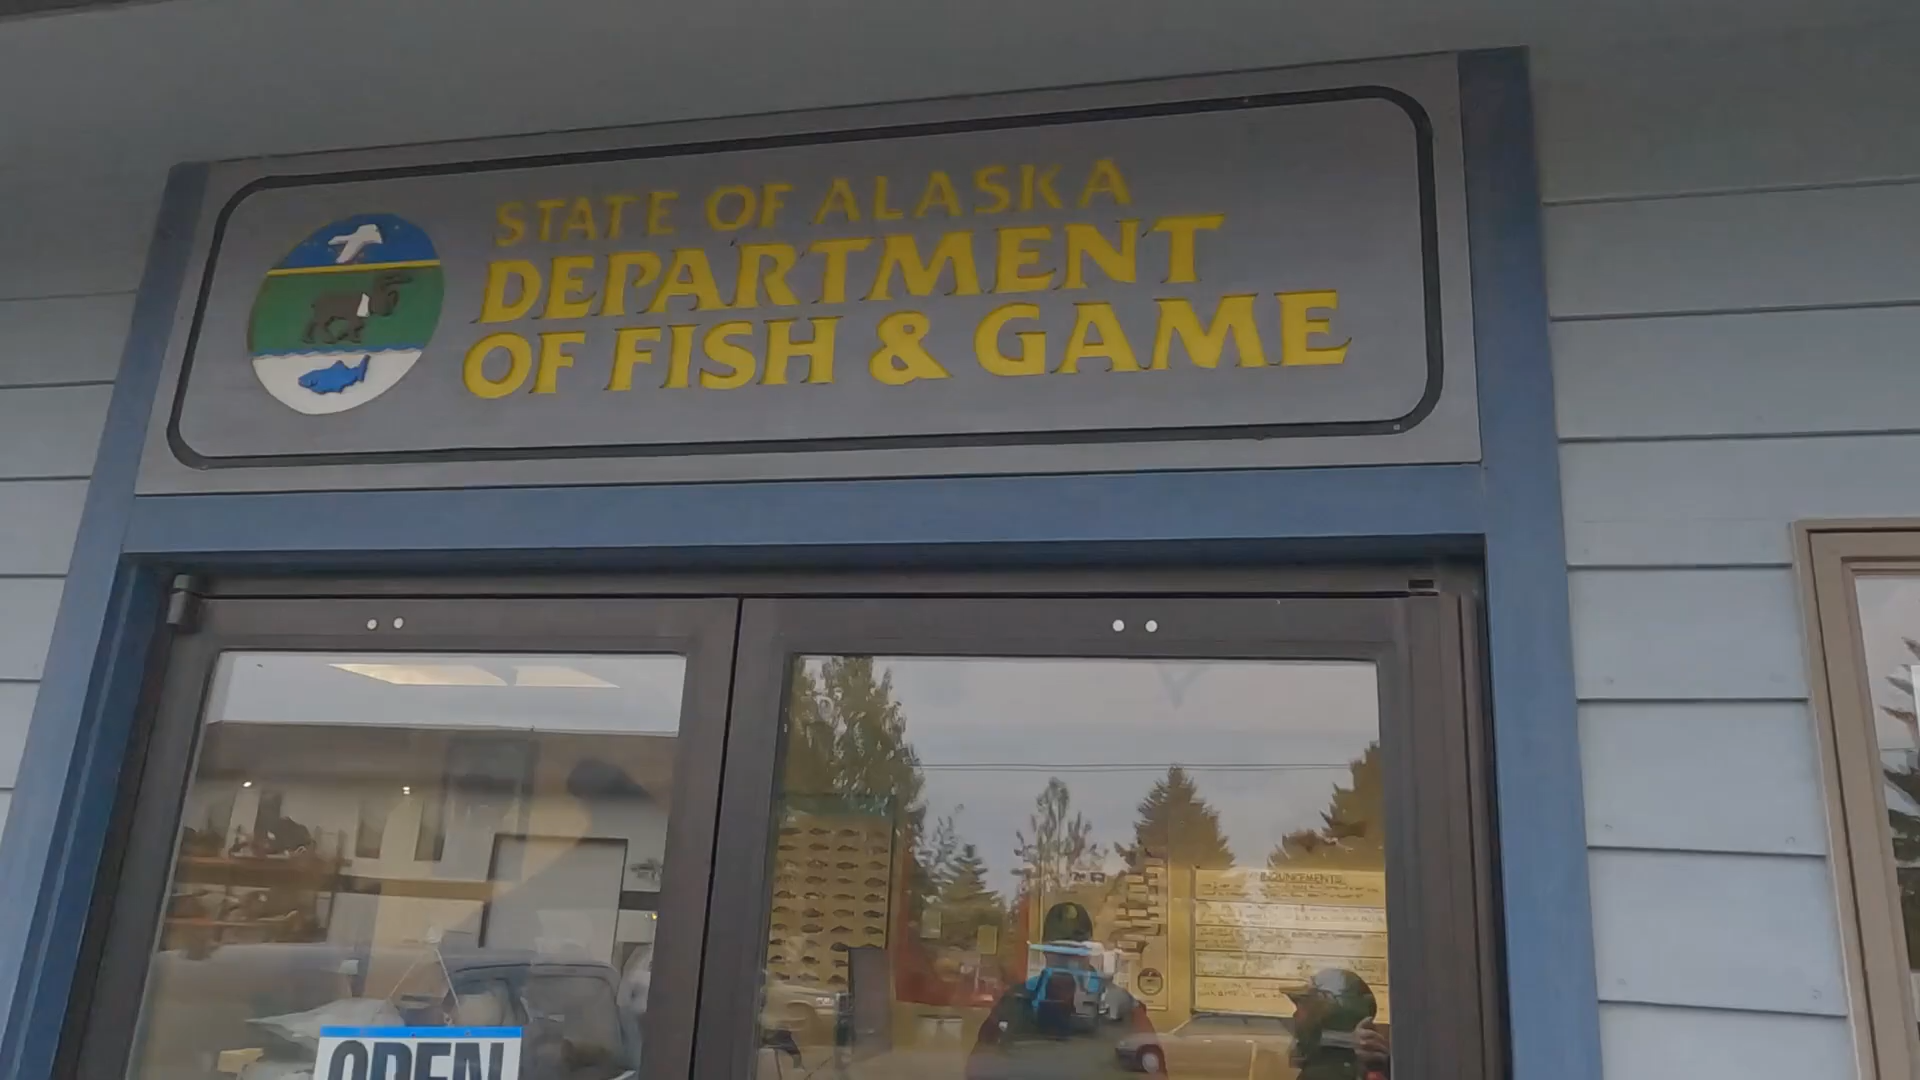 STATE OF ALASKA
DEPARTMENT
OF FISH & GAME
OPEN